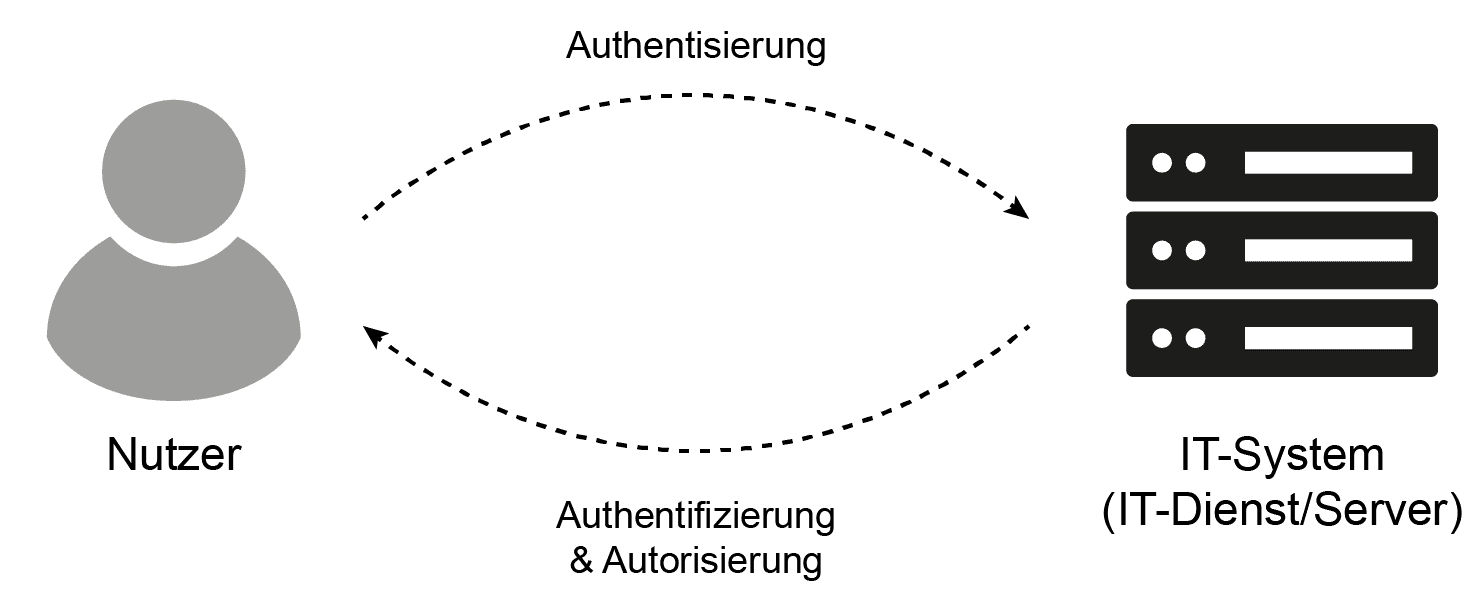 Authentisierung
Nutzer
IT-System
(IT-Dienst/Server)
Authentifizierung
& Autorisierung